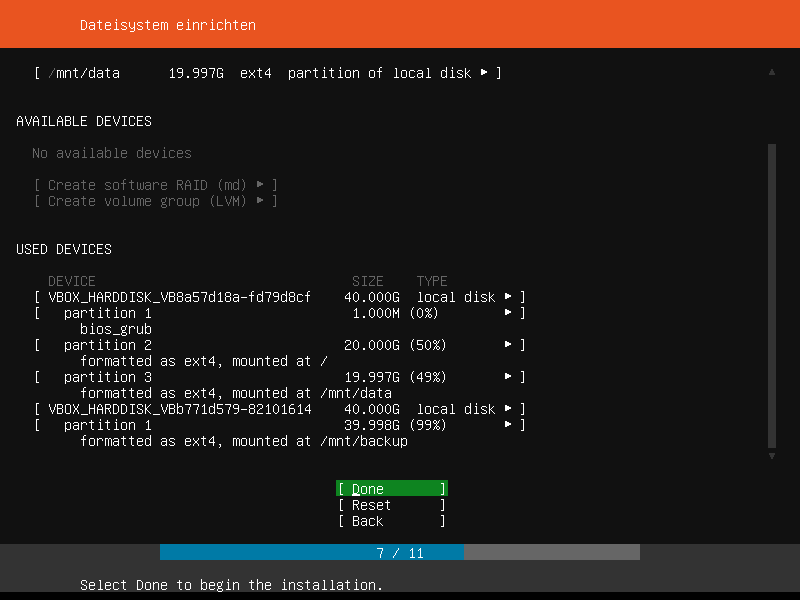 Dateisystem einrichten
[ /mnt/data 19.997G ext4 partition of local disk ▸ ]
AVAILABLE DEVICES
No available devices
[ Create software RAID (md) ▸ ]
[ Create volume group (LVM) ▸ ]
USED DEVICES
DEVICE SIZE TYPE
[ VBOX_HARDDISK_VB8a57d18a-fd79d8cf 40.000G local disk ▸ ]
[ partition 1 1.000M (0%) ▸ ]
bios_grub
[ partition 2 20.000G (50%) ▸ ]
formatted as ext4, mounted at /
[ partition 3 19.997G (49%) ▸ ]
formatted as ext4, mounted at /mnt/data
[ VBOX_HARDDISK_VBb771d579-82101614 40.000G local disk ▸ ]
[ partition 1 39.998G (99%) ▸ ]
formatted as ext4, mounted at /mnt/backup
[ Done ]
[ Reset ]
[ Back ]
7 / 11
Select Done to begin the installation.